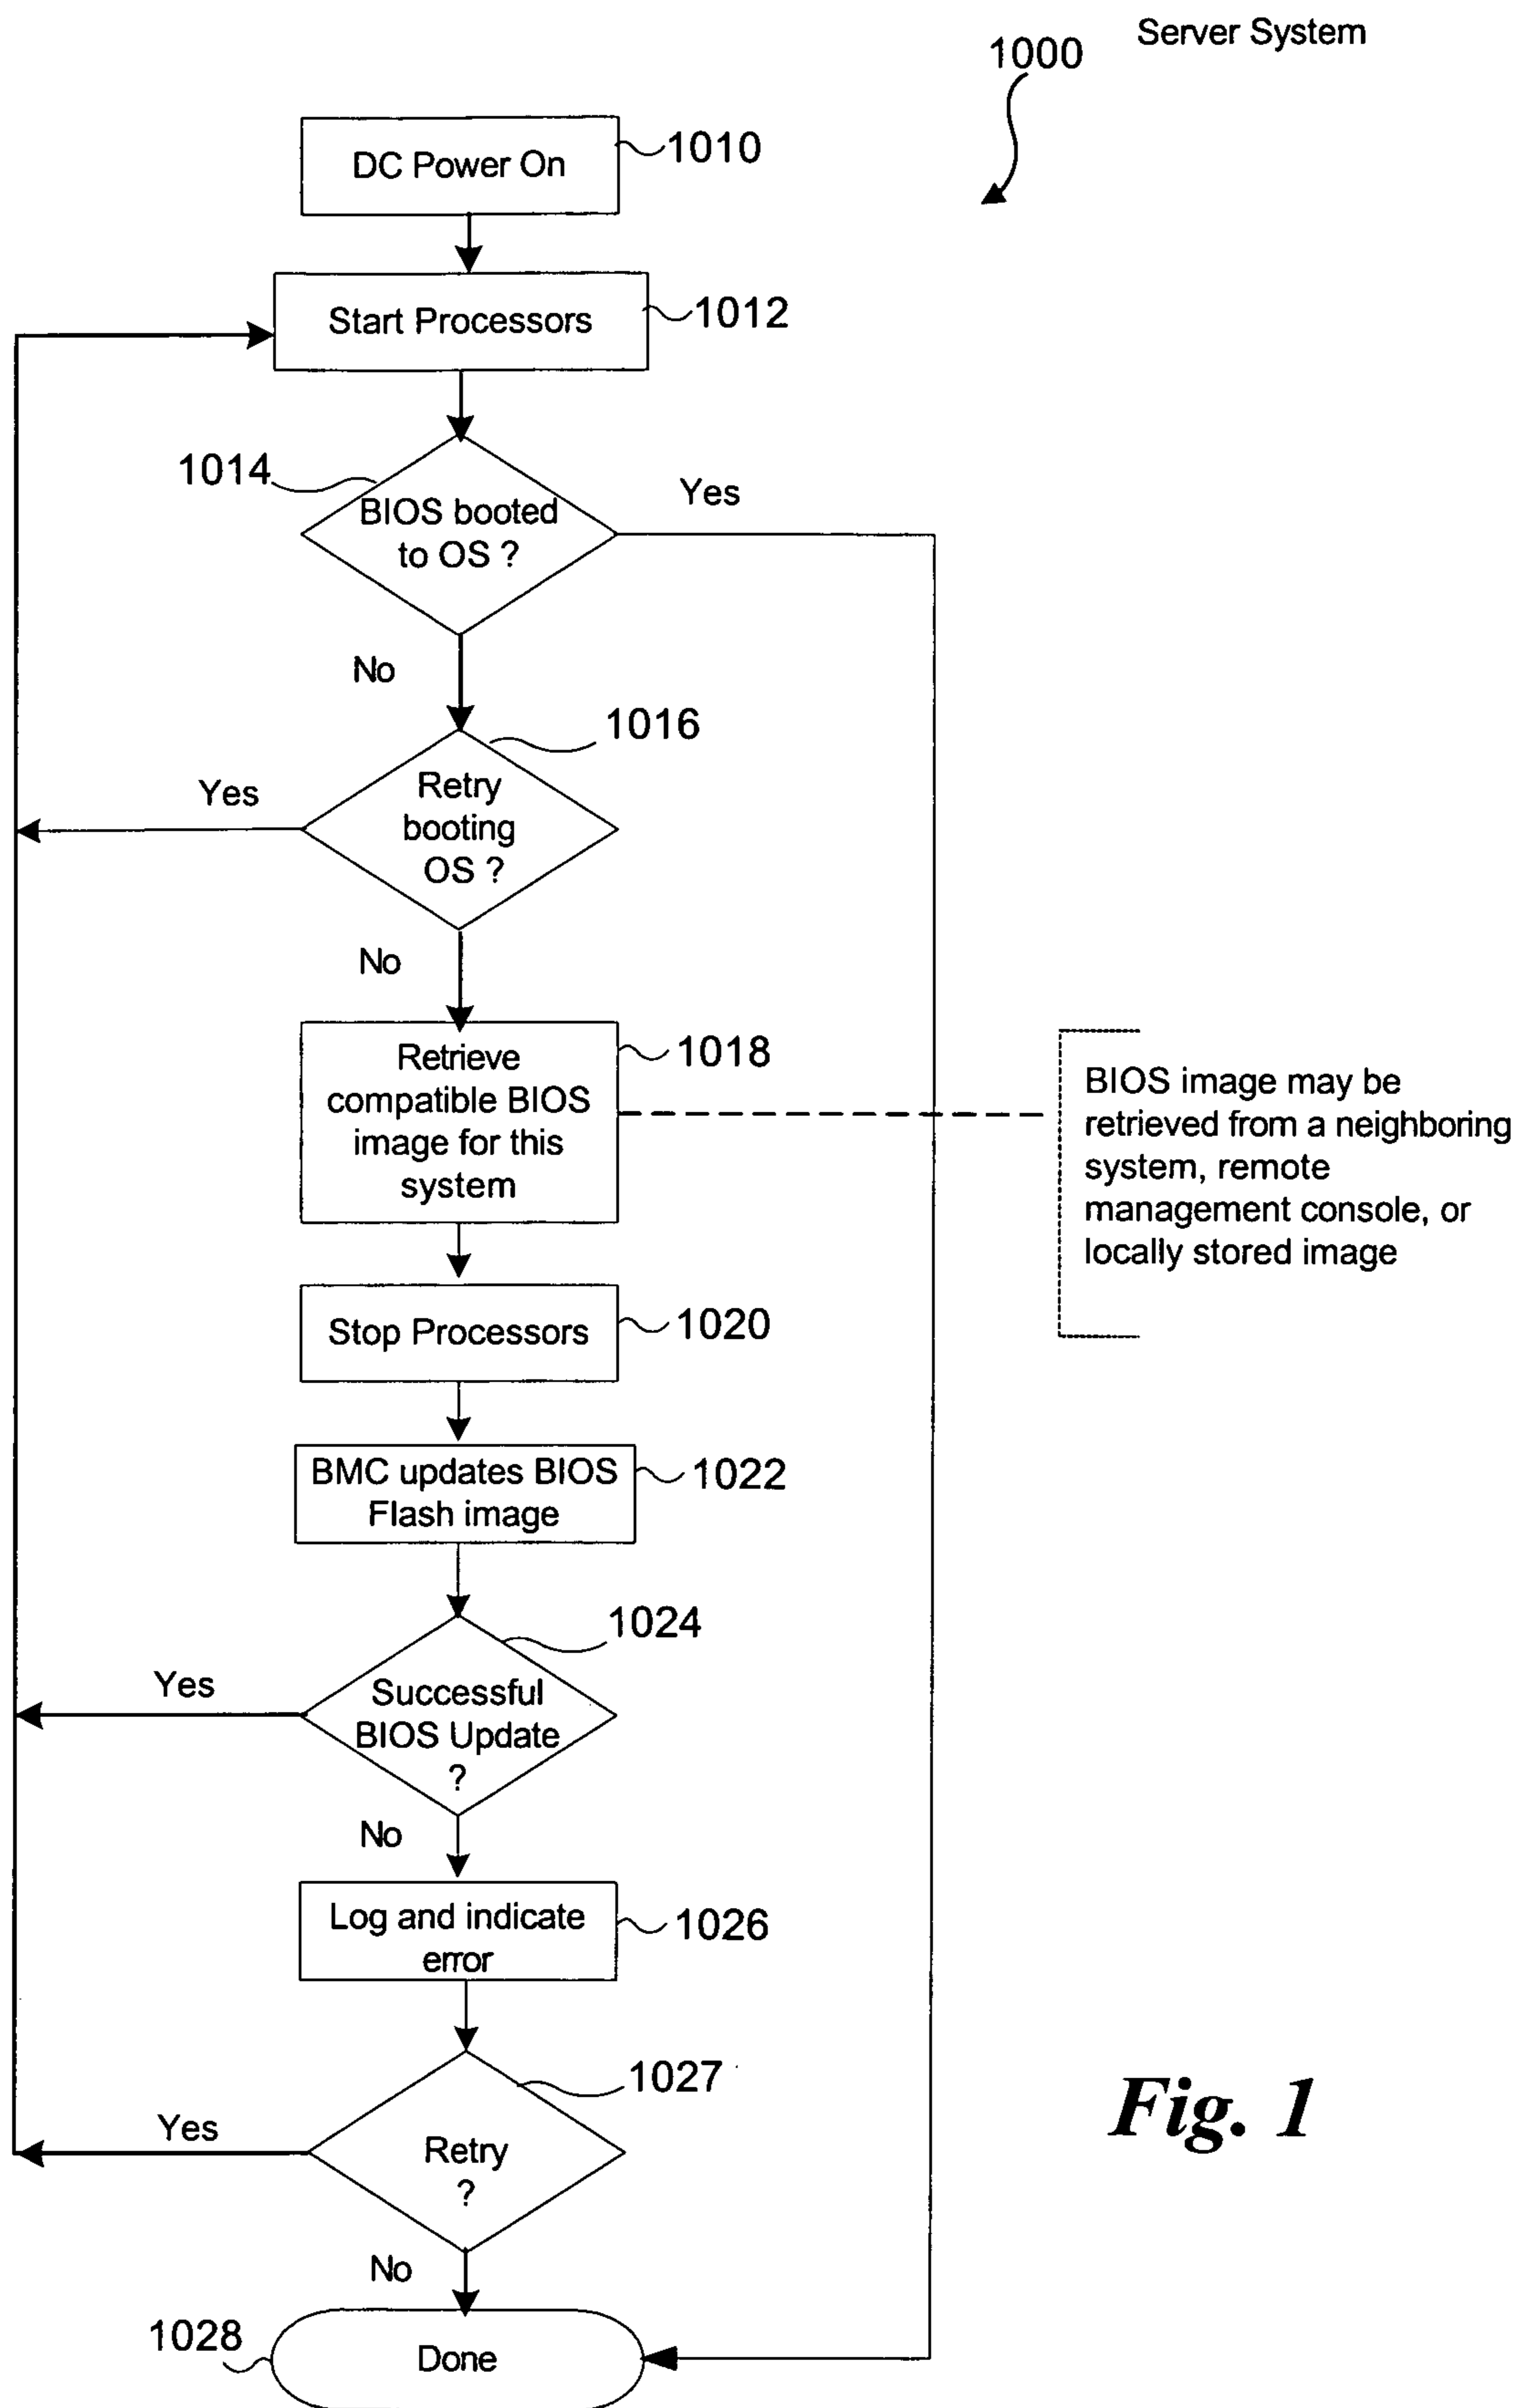 Server System
1000
DC Power On
1010
Start Processors
1012
1014
BIOS booted
to OS ?
Yes
No
1016
Retry
booting
OS ?
Yes
No
Retrieve
compatible BIOS
image for this
system
1018
BIOS image may be
retrieved from a neighboring
system, remote
management console, or
locally stored image
Stop Processors
1020
BMC updates BIOS
Flash image
1022
1024
Successful
BIOS Update
?
Yes
No
Log and indicate
error
1026
1027
Retry
?
Yes
No
1028
Done
Fig. 1